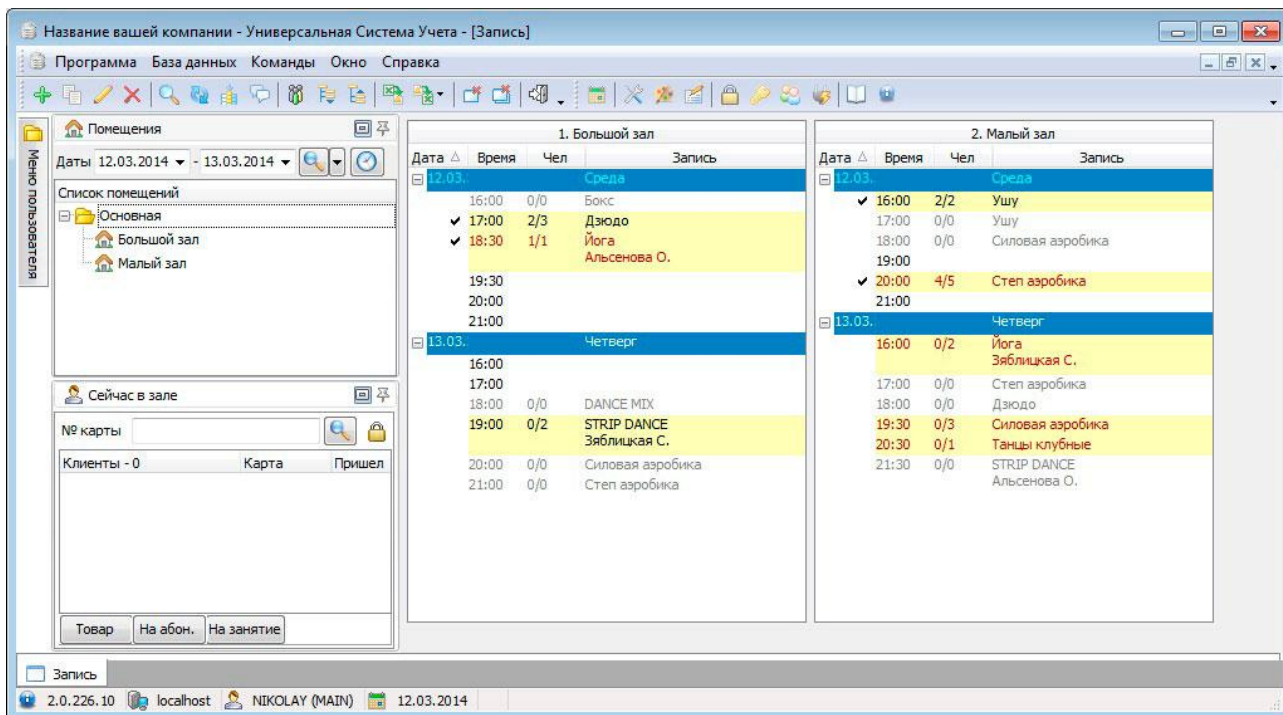 Название вашей компании - Универсальная Система Учета - [Запись]
Программа База данных Команды Окно Справка
Меню пользователя
Помещения
Даты 12.03.2014 - 13.03.2014
Список помещений
Основная
Большой зал
Малый зал
Сейчас в зале
№ карты
Клиенты - 0 Карта Пришел
Товар На абон. На занятие
1. Большой зал
Дата Время Чел Запись
12.03. Среда
16:00 0/0 Бокс
17:00 2/3 Дзюдо
18:30 1/1 Йога
Альсенова О.
19:30
20:00
21:00
13.03. Четверг
16:00
17:00
18:00 0/0 DANCE MIX
19:00 0/2 STRIP DANCE
Зяблицкая С.
20:00 0/0 Силовая аэробика
21:00 0/0 Степ аэробика
2. Малый зал
Дата Время Чел Запись
12.03. Среда
16:00 2/2 Ушу
17:00 0/0 Ушу
18:00 0/0 Силовая аэробика
19:00
20:00 4/5 Степ аэробика
21:00
13.03. Четверг
16:00 0/2 Йога
Зяблицкая С.
17:00 0/0 Степ аэробика
18:00 0/0 Дзюдо
19:30 0/3 Силовая аэробика
20:30 0/1 Танцы клубные
21:30 0/0 STRIP DANCE
Альсенова О.
Запись
2.0.226.10 localhost NIKOLAY (MAIN) 12.03.2014